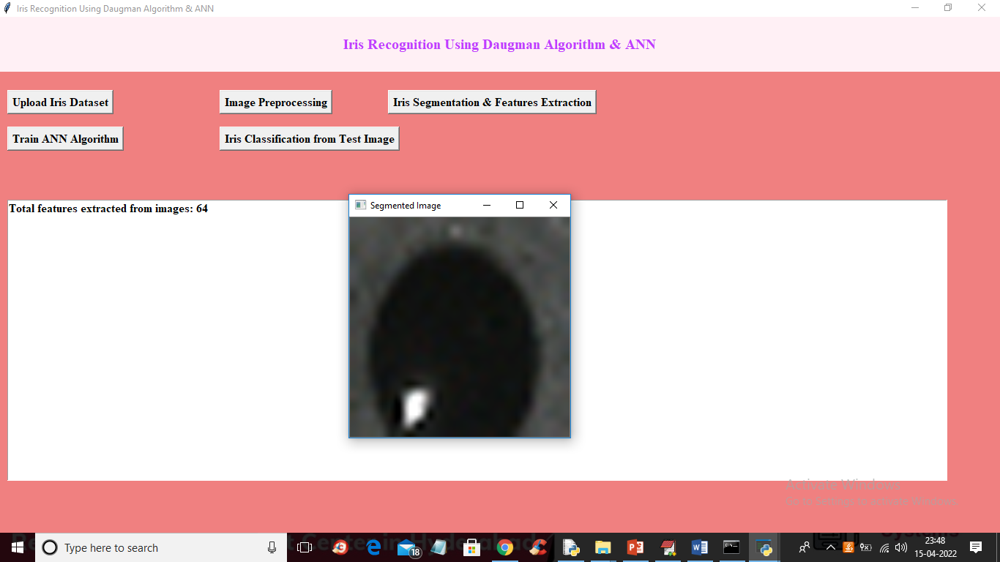 Iris Recognition Using Daugman Algorithm & ANN
Iris Recognition Using Daugman Algorithm & ANN
Upload Iris Dataset
Image Preprocessing
Iris Segmentation & Features Extraction
Train ANN Algorithm
Iris Classification from Test Image
Total features extracted from images: 64
Segmented Image
Activate Windows
Go to Settings to activate Windows.
Systems
Type here to search
18
23:48
15-04-2022